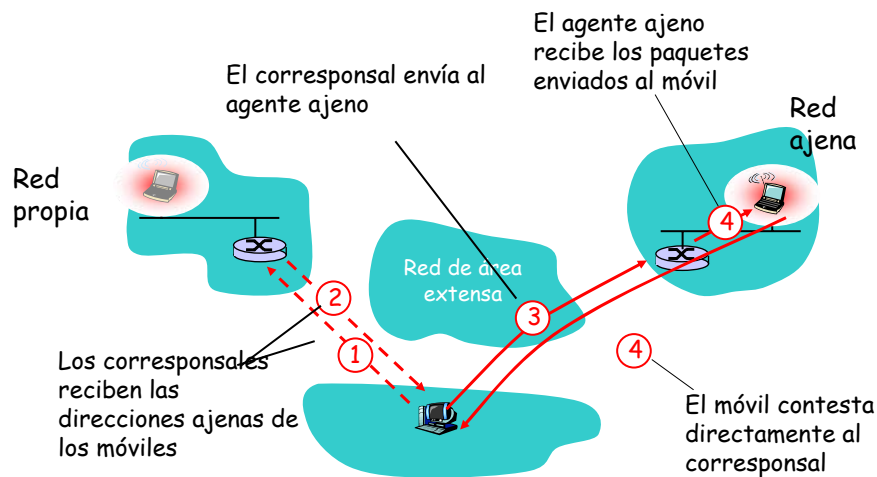 El agente ajeno
recibe los paquetes
enviados al móvil
El corresponsal envía al
agente ajeno
Red
ajena
Red
propia
4
Red de área
extensa
2
3
1
4
Los corresponsales
reciben las
direcciones ajenas de
los móviles
El móvil contesta
directamente al
corresponsal